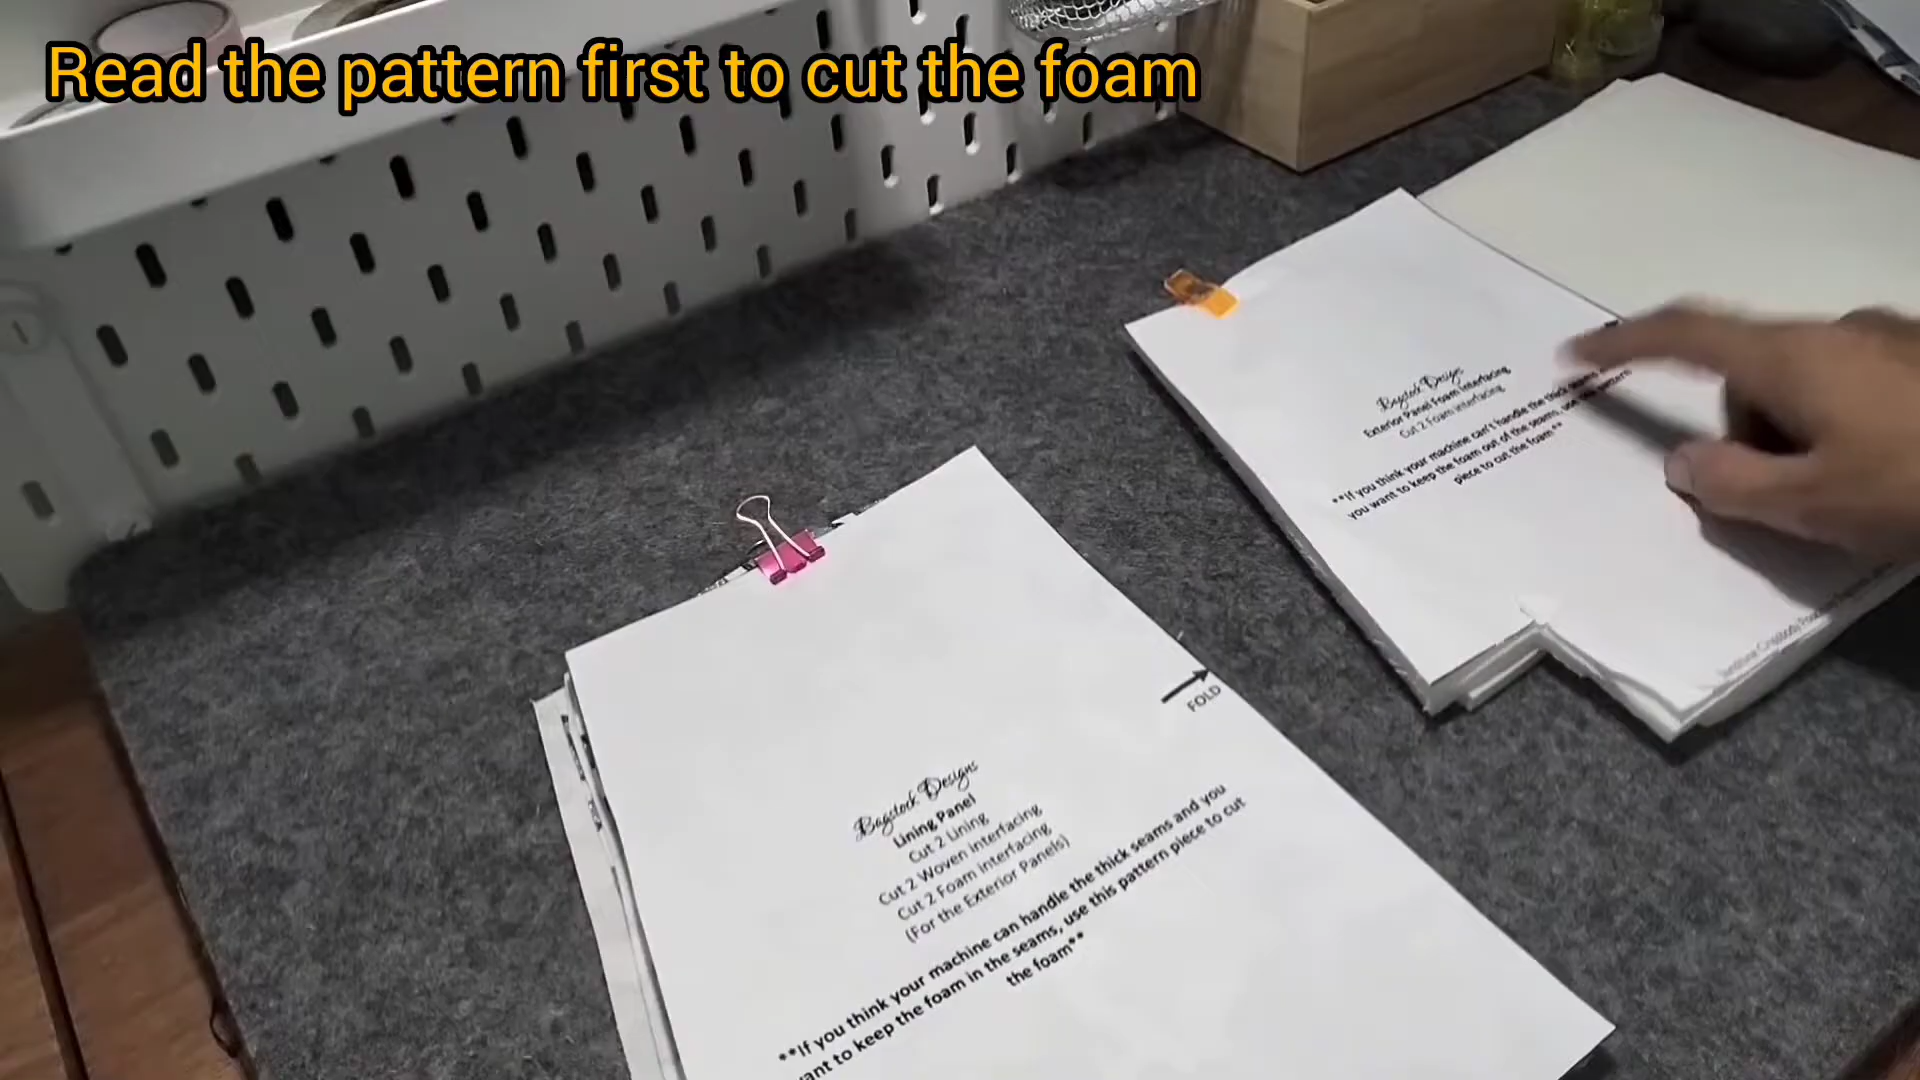 Read the pattern first to cut the foam
Bagstock Designs
Exterior Panel Foam Interfacing
Cut 2 Foam Interfacing
**If you think your machine can't handle the thick seams
you want to keep the foam out of the seams, use this pattern
piece to cut the foam**
FOLD
Bagstock Designs
Lining Panel
Cut 2 Lining
Cut 2 Woven Interfacing
Cut 2 Foam Interfacing
(For the Exterior Panels)
**If you think your machine can handle the thick seams and you
want to keep the foam in the seams, use this pattern piece to cut
the foam**